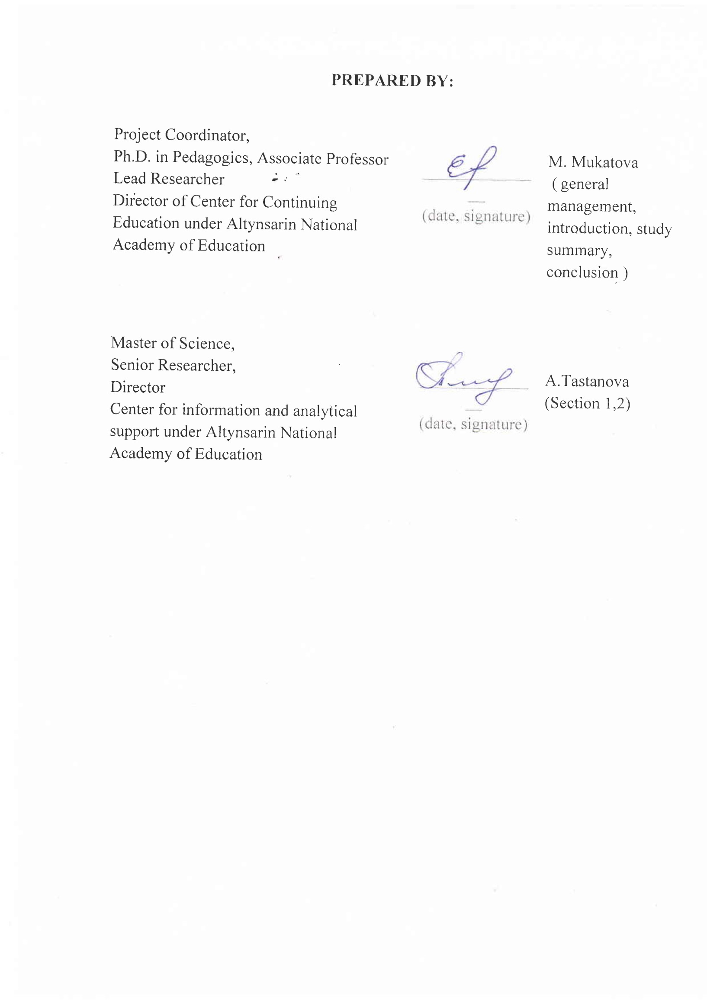 PREPARED BY:
Project Coordinator,
Ph.D. in Pedagogics, Associate Professor
Lead Researcher
Director of Center for Continuing
Education under Altynsarin National
Academy of Education
(date, signature)
M. Mukatova
( general
management,
introduction, study
summary,
conclusion )
Master of Science,
Senior Researcher,
Director
Center for information and analytical
support under Altynsarin National
Academy of Education
(date, signature)
A.Tastanova
(Section 1,2)